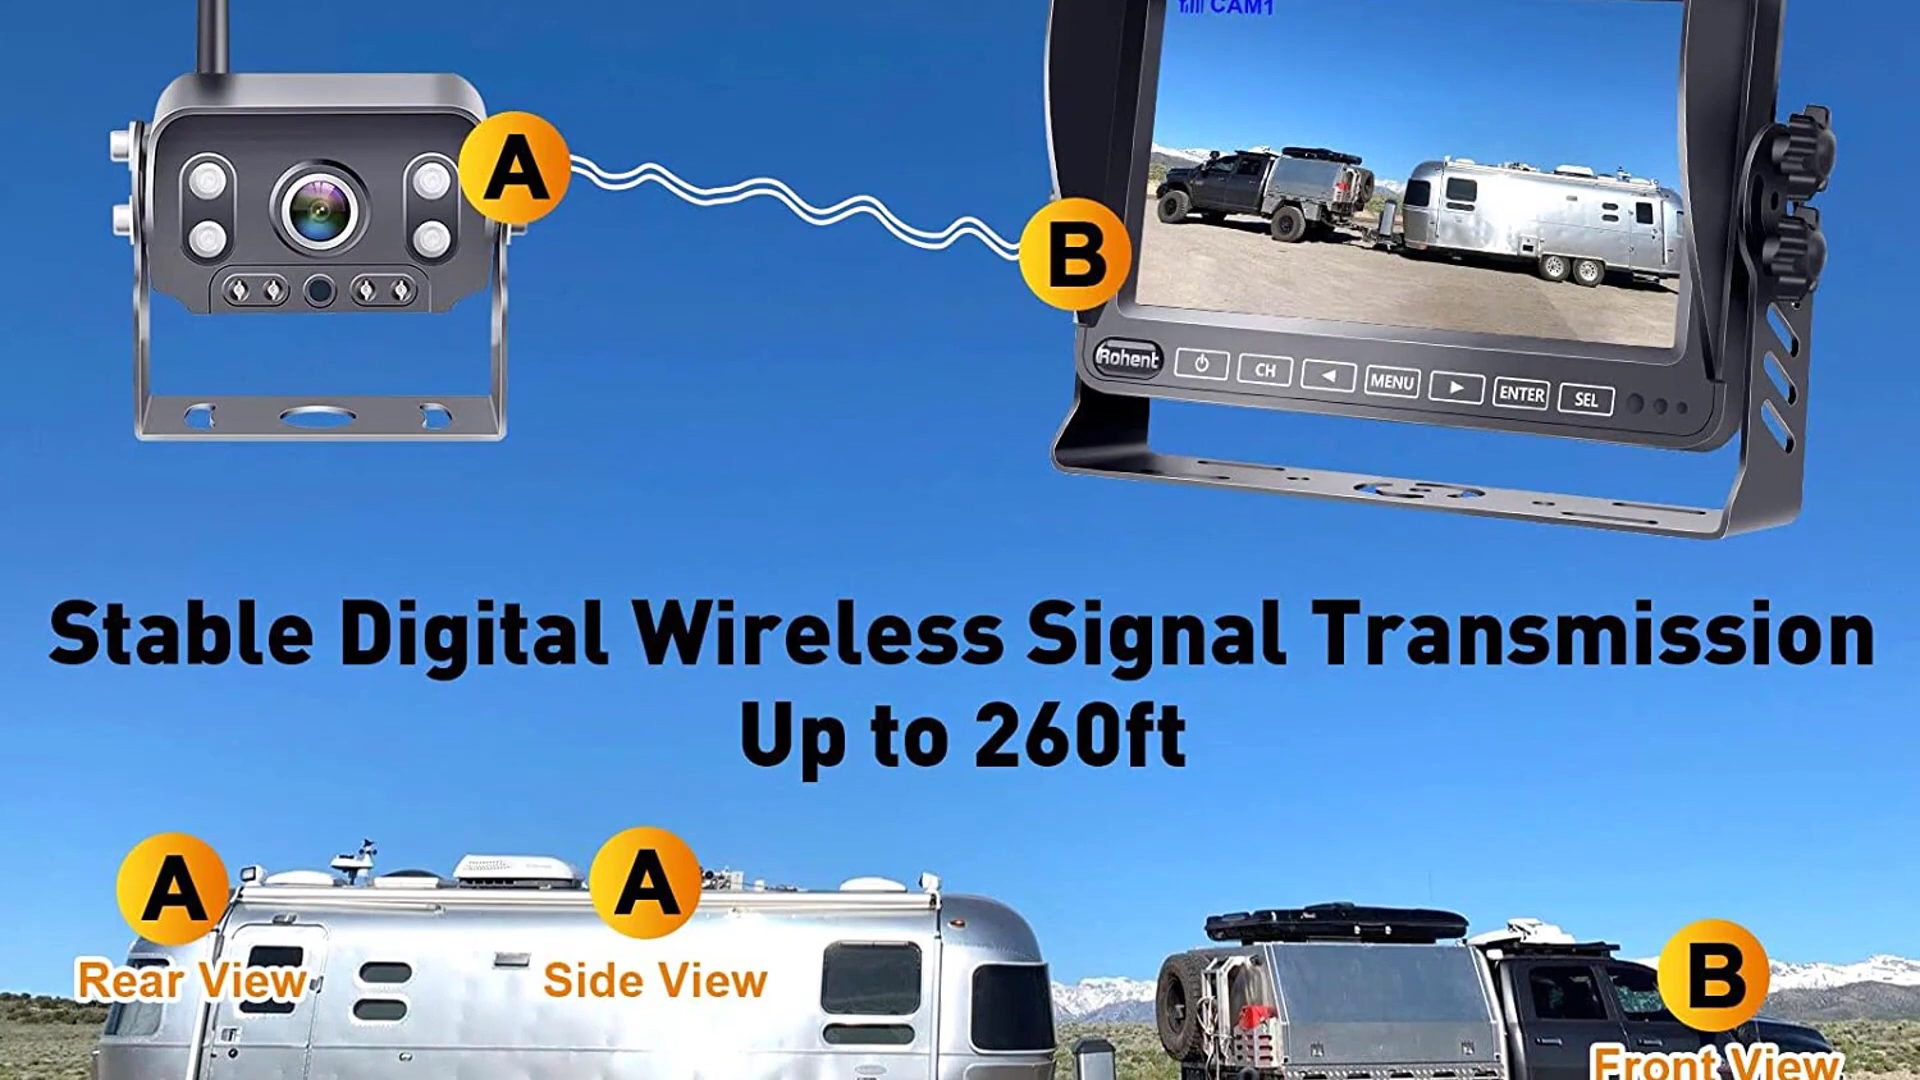 CAM1
A
B
Rohent
CH
MENU
ENTER
SEL
Stable Digital Wireless Signal Transmission
Up to 260ft
A
A
B
Rear View
Side View
Front View